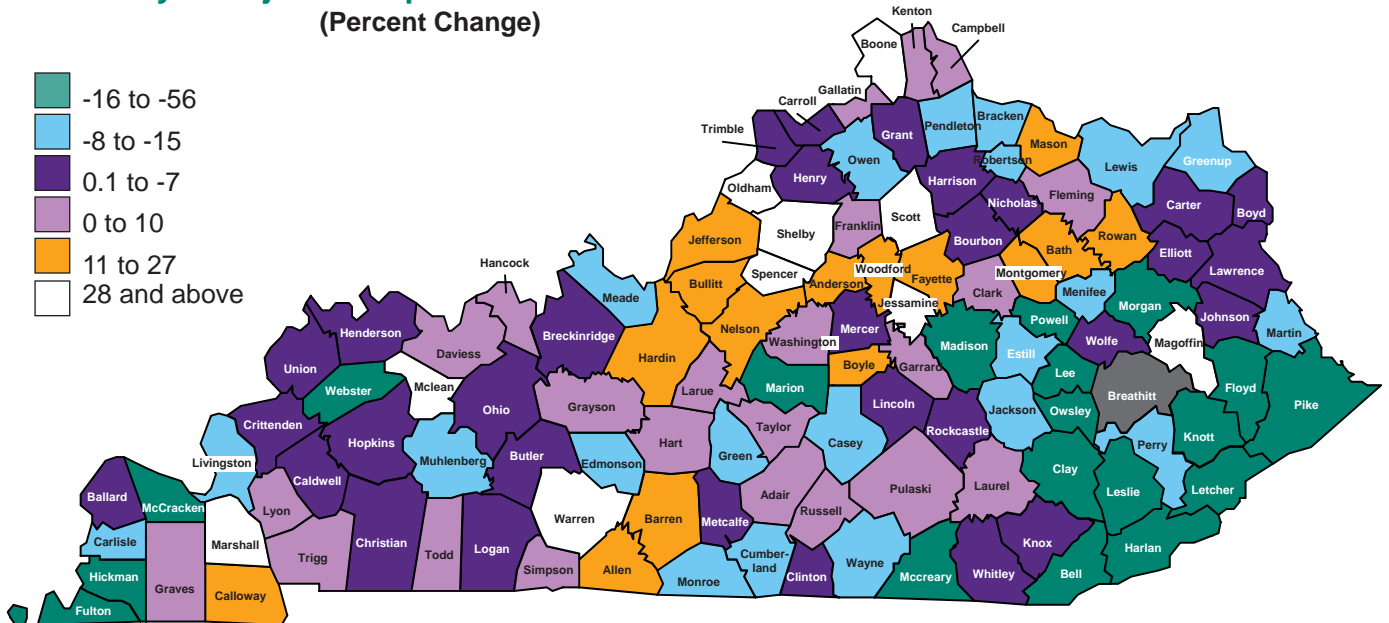 (Percent Change)
-16 to -56
-8 to -15
0.1 to -7
0 to 10
11 to 27
28 and above
Kenton
Campbell
Boone
Gallatin
Carroll
Trimble
Grant
Pendleton
Bracken
Mason
Robertson
Lewis
Greenup
Owen
Henry
Oldham
Harrison
Nicholas
Fleming
Carter
Boyd
Scott
Franklin
Shelby
Jefferson
Bourbon
Bath
Rowan
Elliott
Lawrence
Spencer
Woodford
Fayette
Montgomery
Bullitt
Anderson
Clark
Menifee
Morgan
Jessamine
Hancock
Meade
Nelson
Washington
Mercer
Madison
Powell
Wolfe
Johnson
Magoffin
Martin
Henderson
Daviess
Breckinridge
Hardin
Boyle
Garrard
Estill
Lee
Breathitt
Floyd
Pike
Union
Webster
Mclean
Ohio
Grayson
Larue
Marion
Lincoln
Rockcastle
Jackson
Owsley
Perry
Knott
Crittenden
Hopkins
Muhlenberg
Butler
Edmonson
Hart
Green
Taylor
Casey
Clay
Leslie
Letcher
Livingston
Caldwell
Ballard
McCracken
Lyon
Warren
Barren
Metcalfe
Adair
Russell
Pulaski
Laurel
Carlisle
Marshall
Trigg
Christian
Todd
Logan
Simpson
Allen
Monroe
Cumber-
land
Clinton
Wayne
Mccreary
Whitley
Knox
Bell
Harlan
Hickman
Graves
Calloway
Fulton